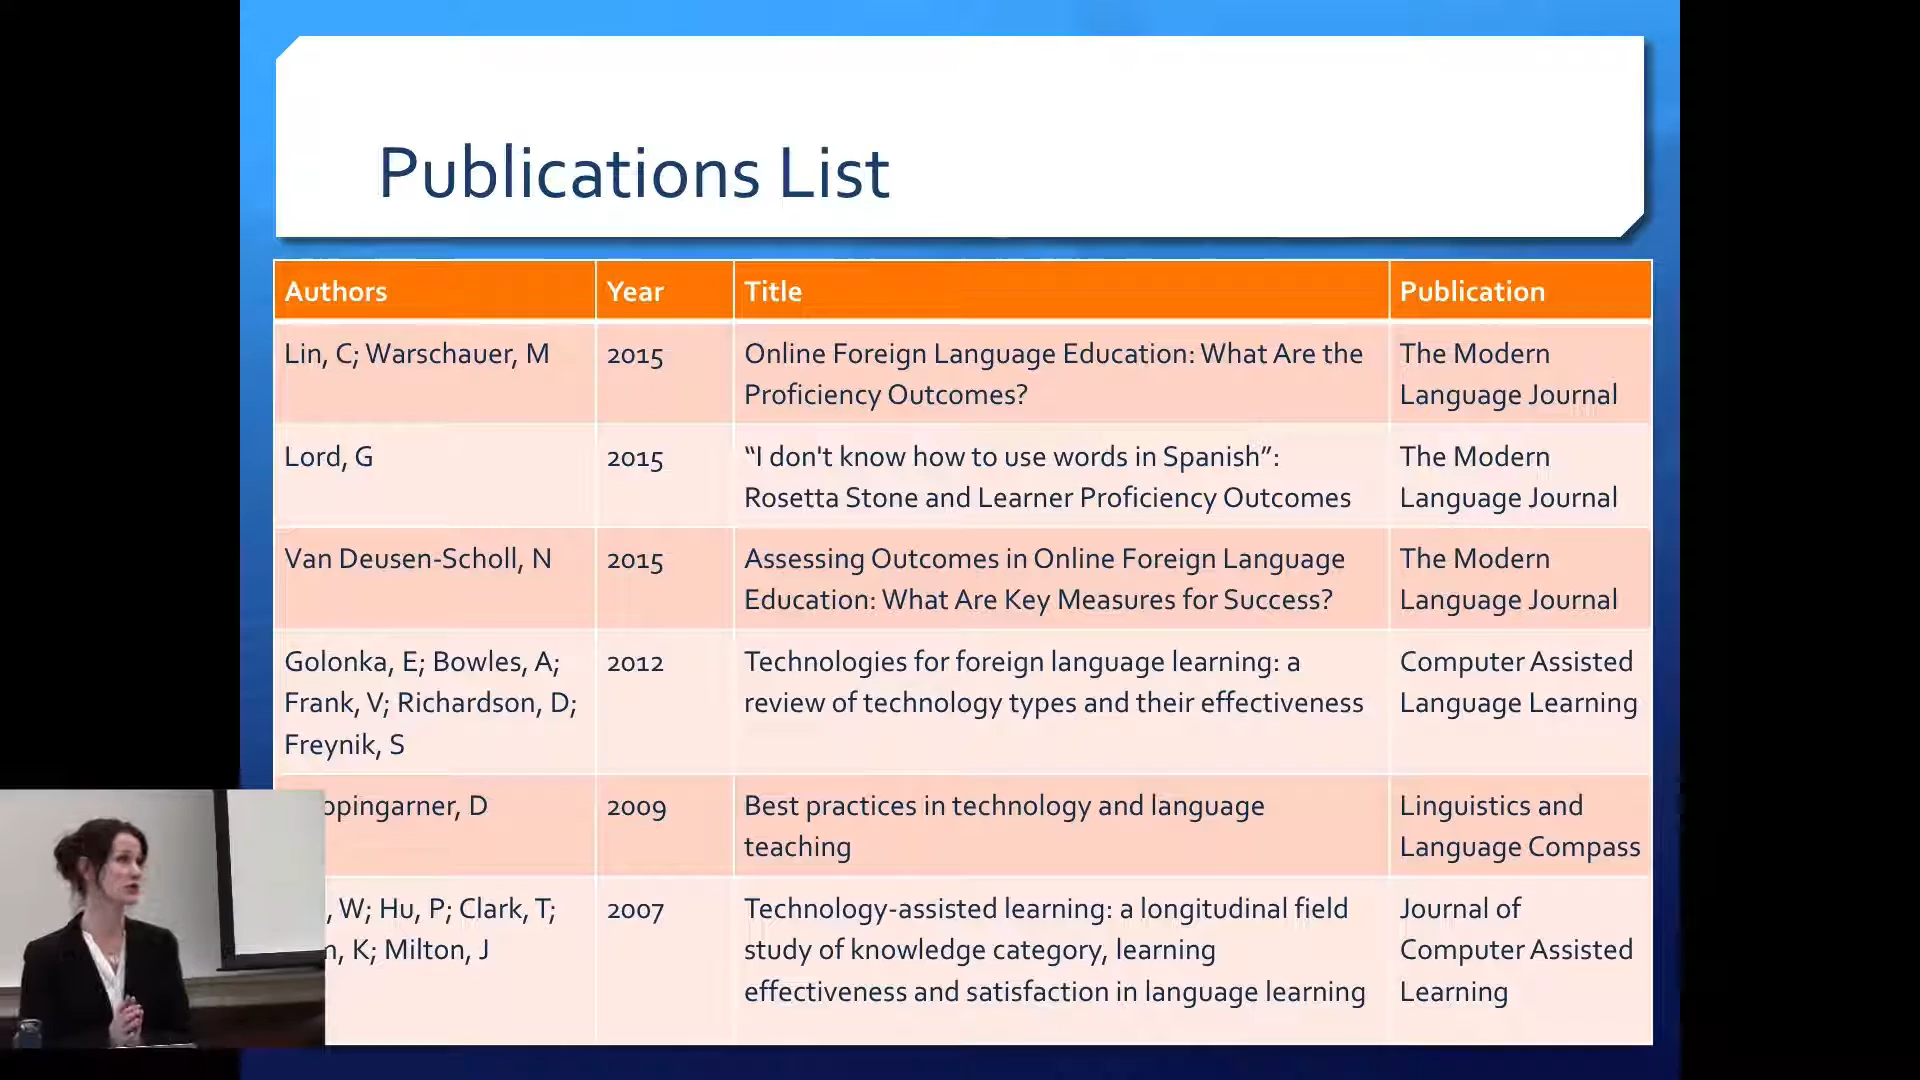 Publications List
Authors Year Title Publication
Lin, C; Warschauer, M 2015 Online Foreign Language Education: What Are the The Modern
Proficiency Outcomes? Language Journal
Lord, G 2015 “I don't know how to use words in Spanish”: The Modern
Rosetta Stone and Learner Proficiency Outcomes Language Journal
Van Deusen-Scholl, N 2015 Assessing Outcomes in Online Foreign Language The Modern
Education: What Are Key Measures for Success? Language Journal
Golonka, E; Bowles, A; 2012 Technologies for foreign language learning: a Computer Assisted
Frank, V; Richardson, D; review of technology types and their effectiveness Language Learning
Freynik, S
D 2009 Best practices in technology and language Linguistics and
teaching Language Compass
W; Hu, P; Clark, T; 2007 Technology-assisted learning: a longitudinal field Journal of
K; Milton, J study of knowledge category, learning Computer Assisted
effectiveness and satisfaction in language learning Learning